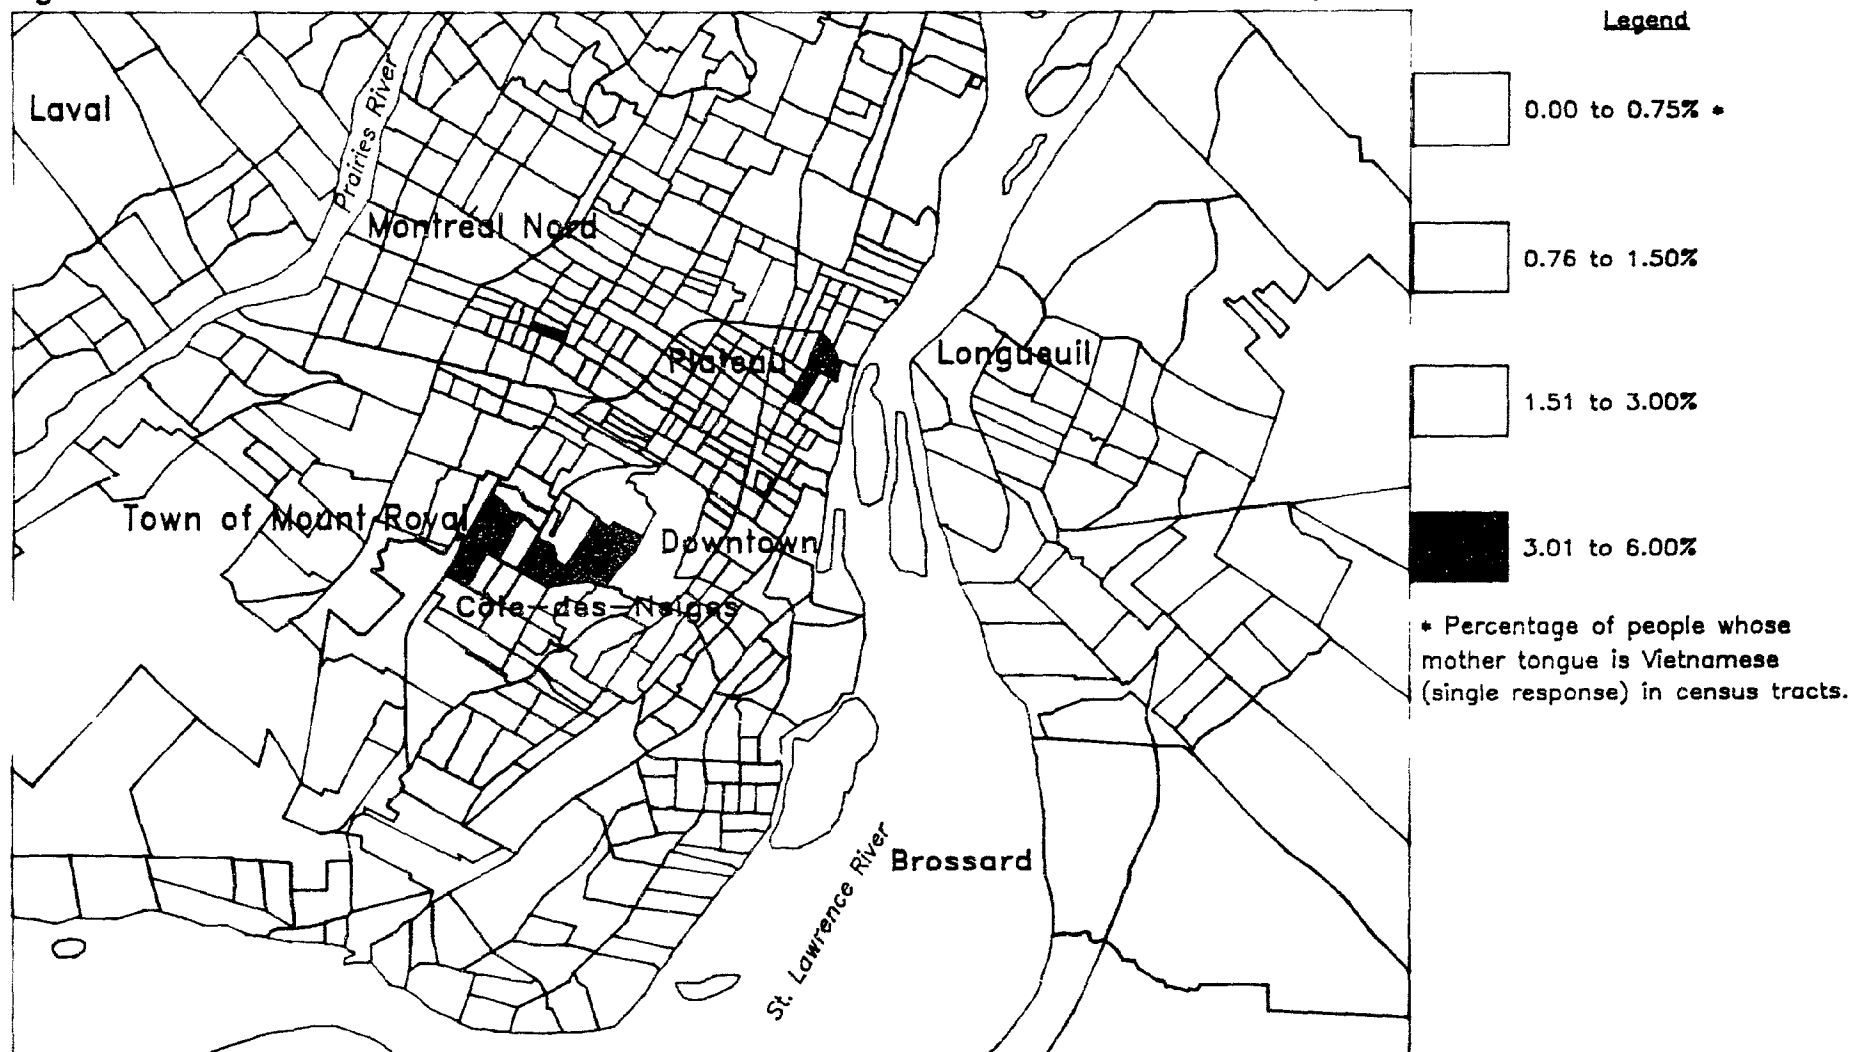 Legend
0.00 to 0.75% *
0.76 to 1.50%
1.51 to 3.00%
3.01 to 6.00%
* Percentage of people whose
mother tongue is Vietnamese
(single response) in census tracts.
Laval
Prairies River
Montreal Nord
Plateau
Longueuil
Town of Mount Royal
Downtown
Côte-des-Neiges
Brossard
St. Lawrence River